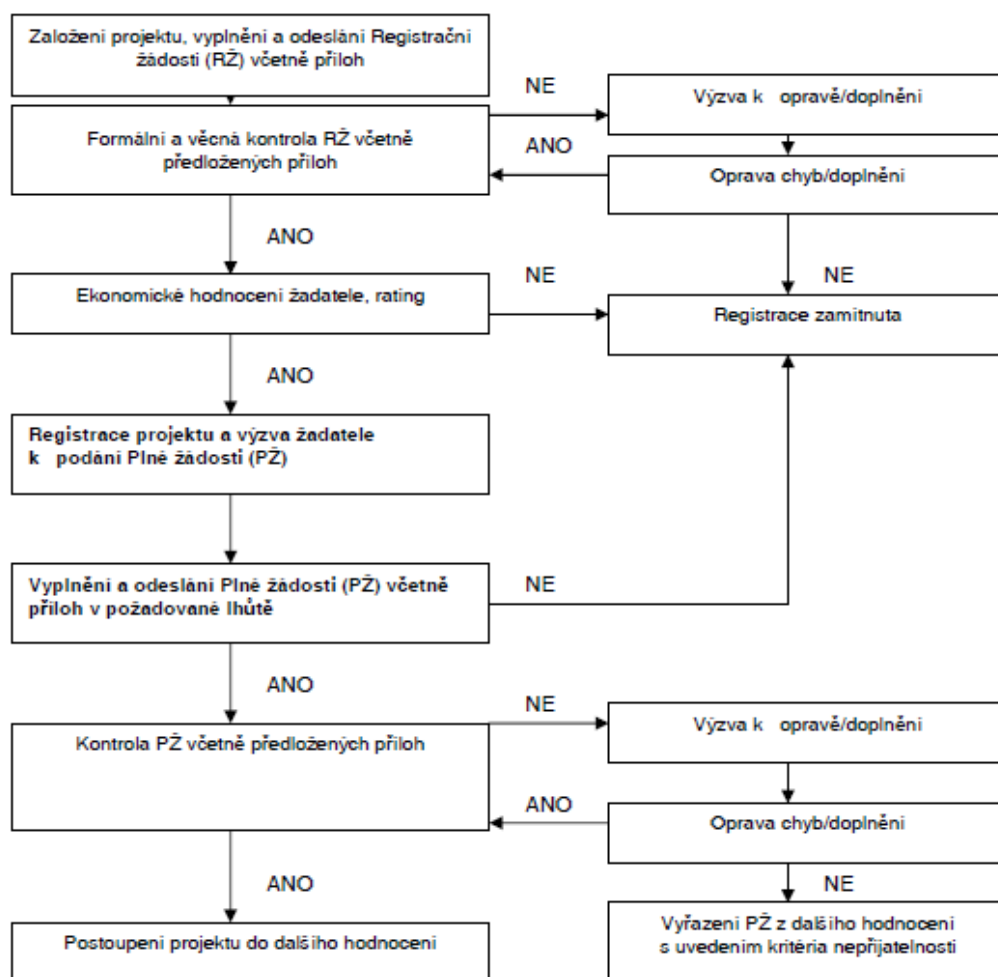 Založení projektu, vyplnění a odeslání Registrační
žádosti (RŽ) včetně příloh
NE
Výzva k opravě/doplnění
Formální a věcná kontrola RŽ včetně
předložených příloh
ANO
Oprava chyb/doplnění
ANO
NE
Ekonomické hodnocení žadatele, rating
NE
Registrace zamítnuta
ANO
Registrace projektu a výzva žadatele
k podání Plné žádosti (PŽ)
Vyplnění a odeslání Plné žádosti (PŽ) včetně
příloh v požadované lhůtě
NE
ANO
NE
Výzva k opravě/doplnění
Kontrola PŽ včetně předložených příloh
ANO
Oprava chyb/doplnění
ANO
NE
Postoupení projektu do dalšího hodnocení
Vyřazení PŽ z dalšího hodnocení
s uvedením kritéria nepřijatelnosti